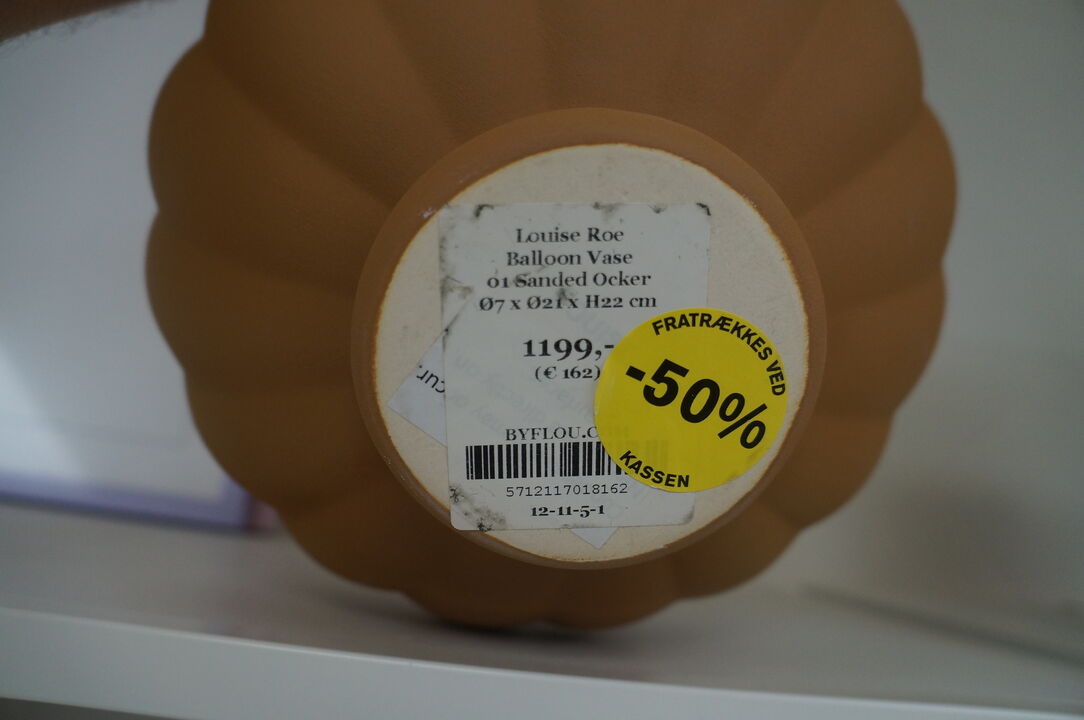 Louise Roe
Balloon Vase
01 Sanded Ocker
Ø7 x Ø21 x H22 cm
1199,-
(€ 162)
FRATRÆKKES VED
-50%
KASSEN
BYFLOU.C
5712117018162
12-11-5-1